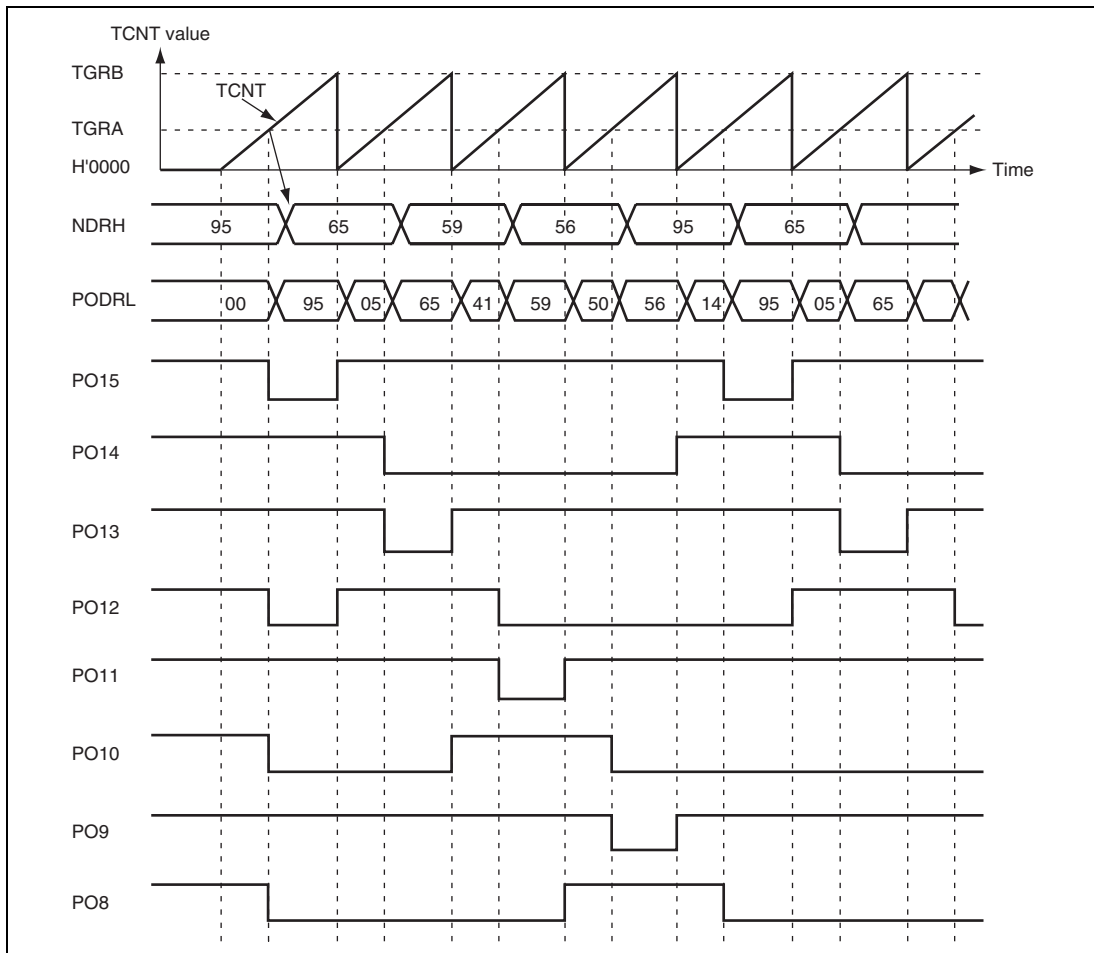 TCNT value
TGRB
TCNT
TGRA
H'0000
Time
NDRH 95 65 59 56 95 65
PODRL 00 95 05 65 41 59 50 56 14 95 05 65
PO15
PO14
PO13
PO12
PO11
PO10
PO9
PO8